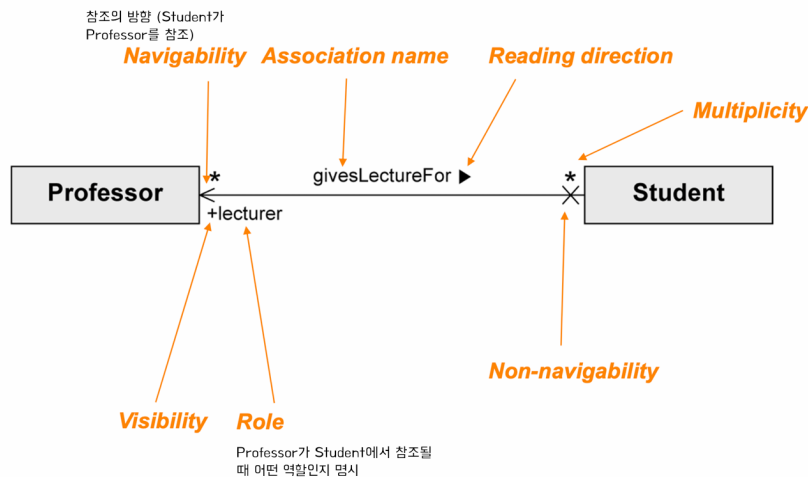 참조의 방향 (Student가
Professor를 참조)
Navigability Association name Reading direction
Multiplicity
* givesLectureFor ▶ *
Professor Student
+lecturer
Non-navigability
Visibility Role
Professor가 Student에서 참조될
때 어떤 역할인지 명시